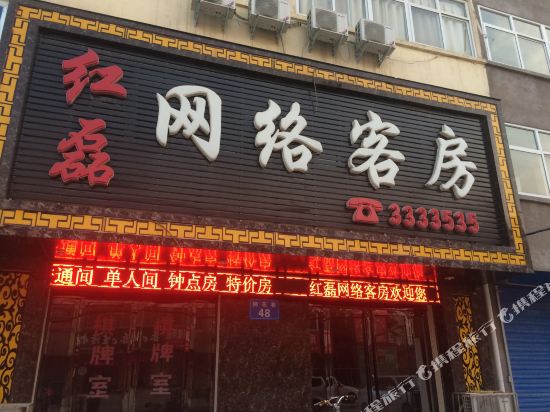 红磊
网络客房
☎3333535
通间 单人间 钟点房 特价房 红磊网络客房欢迎您
48
棋牌室
棋牌室
携程旅行